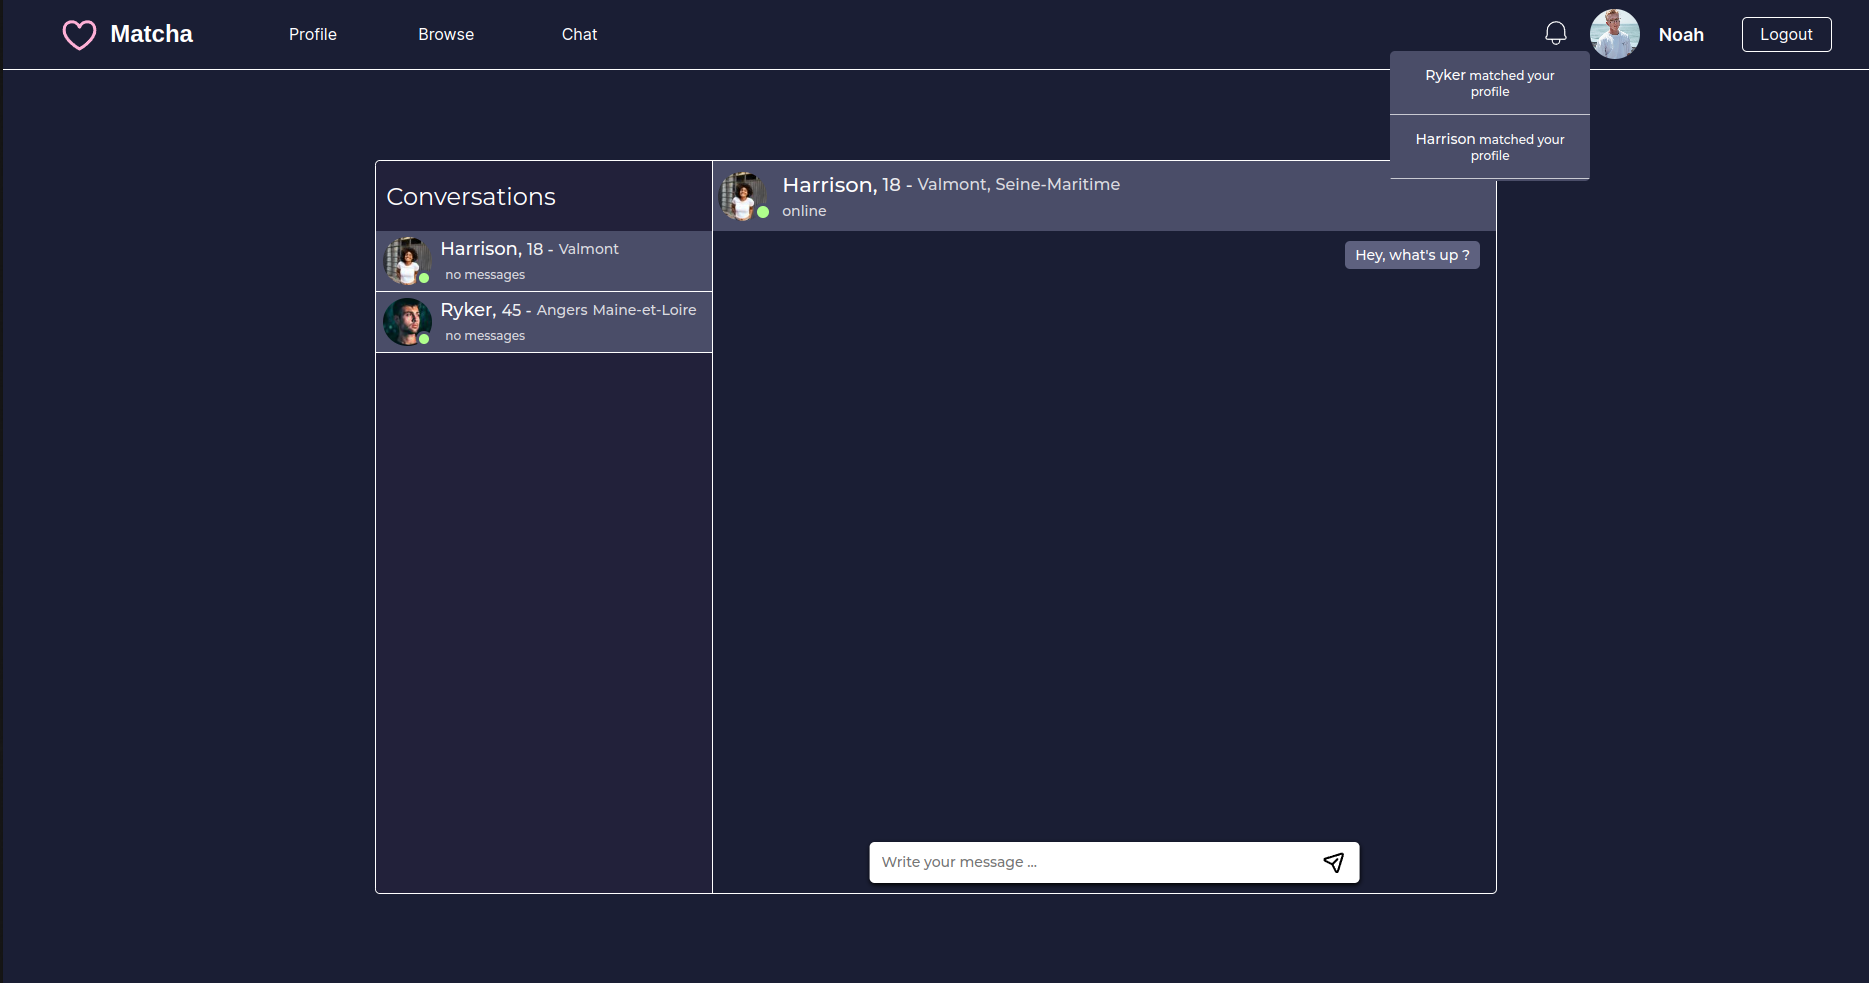 Matcha
Profile
Browse
Chat
Noah
Logout
Ryker matched your
profile
Harrison matched your
profile
Conversations
Harrison, 18 - Valmont
no messages
Ryker, 45 - Angers Maine-et-Loire
no messages
Harrison, 18 - Valmont, Seine-Maritime
online
Hey, what's up ?
Write your message ...